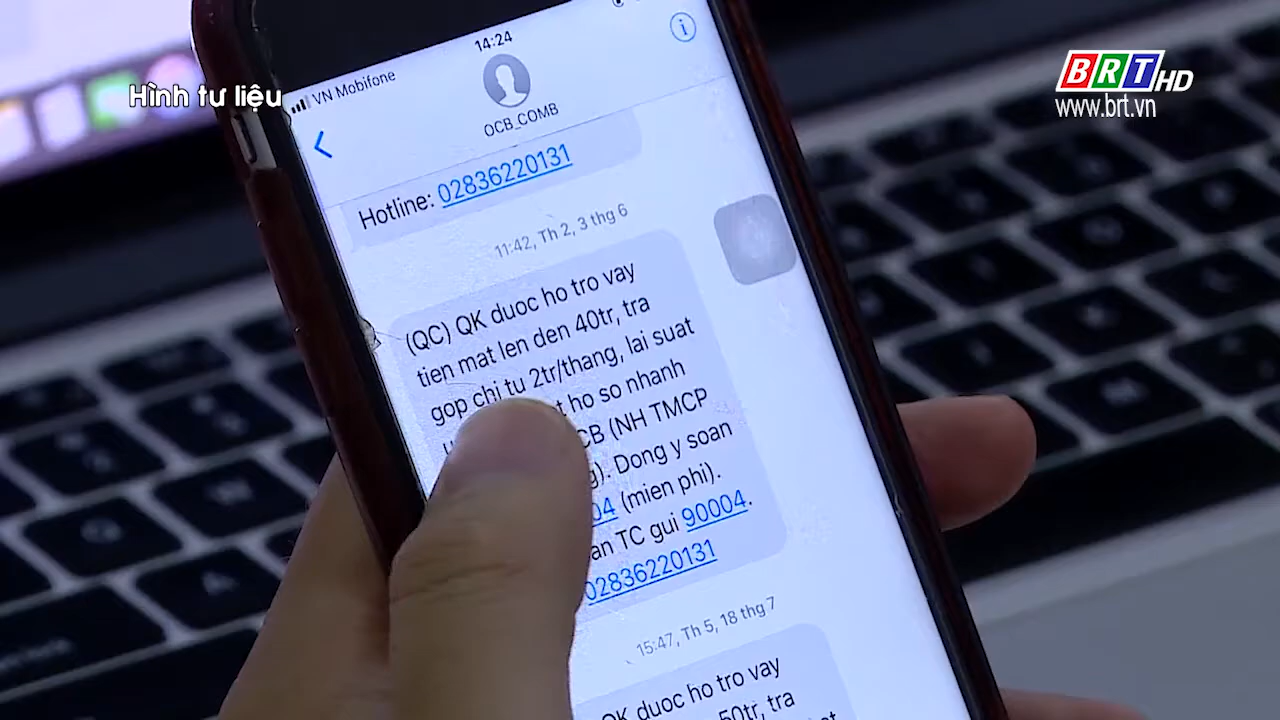 Hình tư liệu
BRT HD
www.brt.vn
14:24
VN Mobifone
OCB_COMB
Hotline: 02836220131
11:42, Th 2, 3 thg 6
(QC) QK duoc ho tro vay
tien mat len den 40tr, tra
gop chi tu 2tr/thang, lai suat
ho so nhanh
CB (NH TMCP
Dong y soan
04 (mien phi).
TC gui 90004.
02836220131
15:47, Th 5, 18 thg 7
QK duoc ho tro vay
50tr, tra